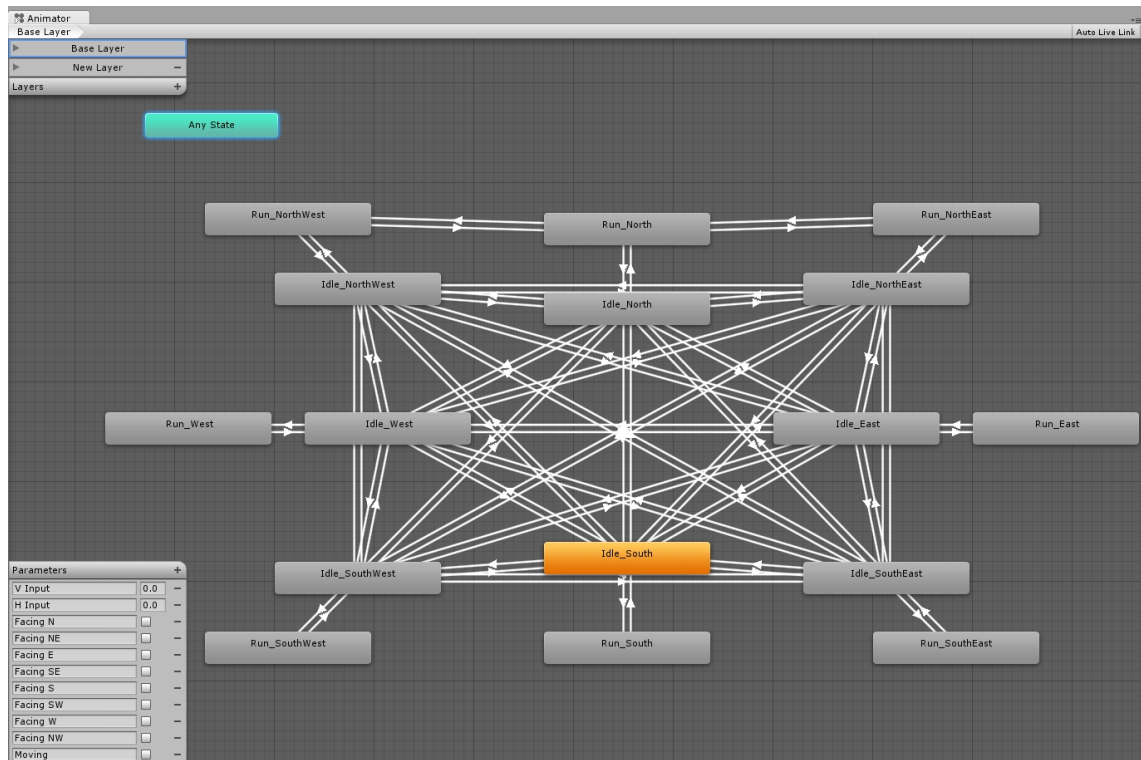 Animator
Base Layer
Auto Live Link
Base Layer
New Layer
Layers
Any State
Run_NorthWest
Run_North
Run_NorthEast
Idle_NorthWest
Idle_North
Idle_NorthEast
Run_West
Idle_West
Idle_East
Run_East
Idle_South
Idle_SouthWest
Idle_SouthEast
Run_SouthWest
Run_South
Run_SouthEast
Parameters
V Input 0.0
H Input 0.0
Facing N
Facing NE
Facing E
Facing SE
Facing S
Facing SW
Facing W
Facing NW
Moving